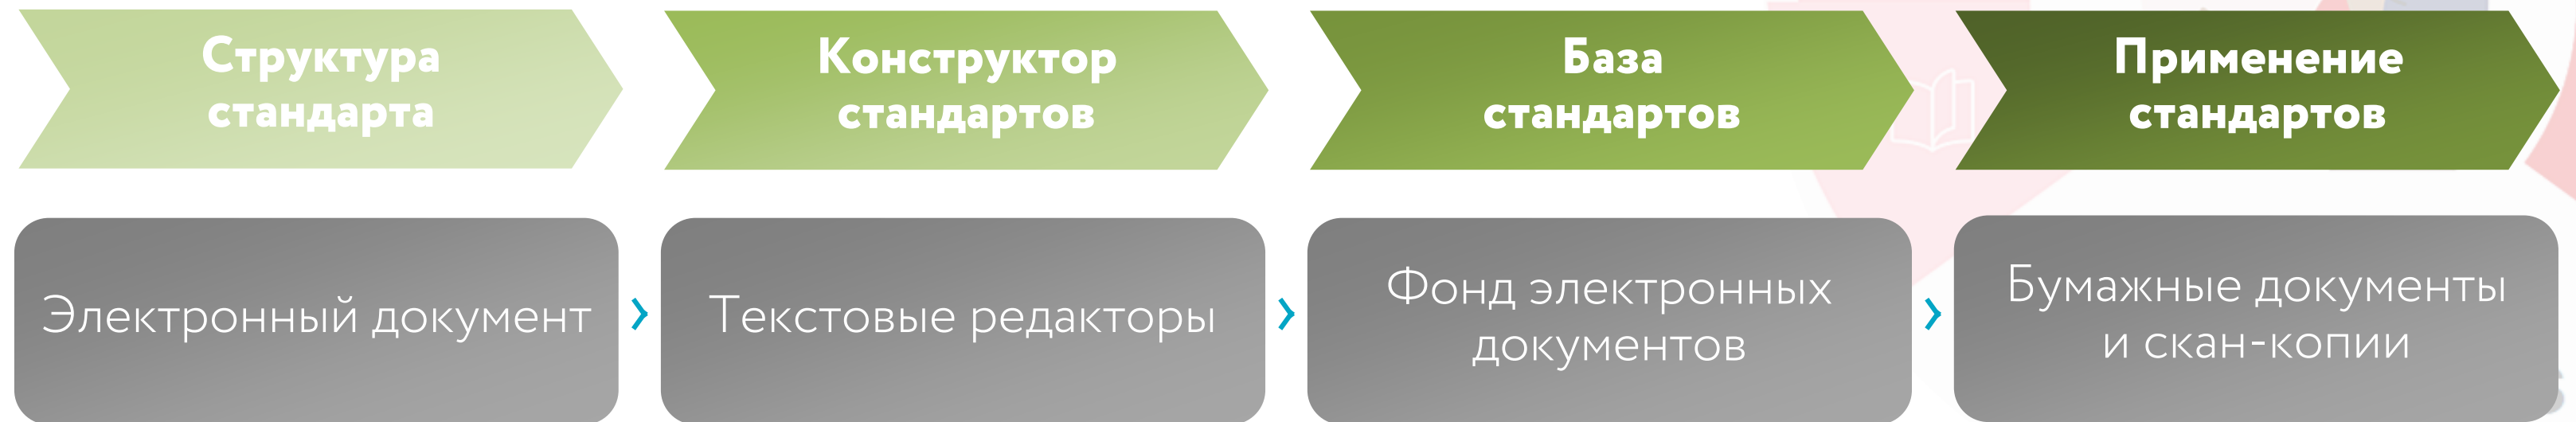 Структура
стандарта
Конструктор
стандартов
База
стандартов
Применение
стандартов
Электронный документ
Текстовые редакторы
Фонд электронных
документов
Бумажные документы
и скан-копии